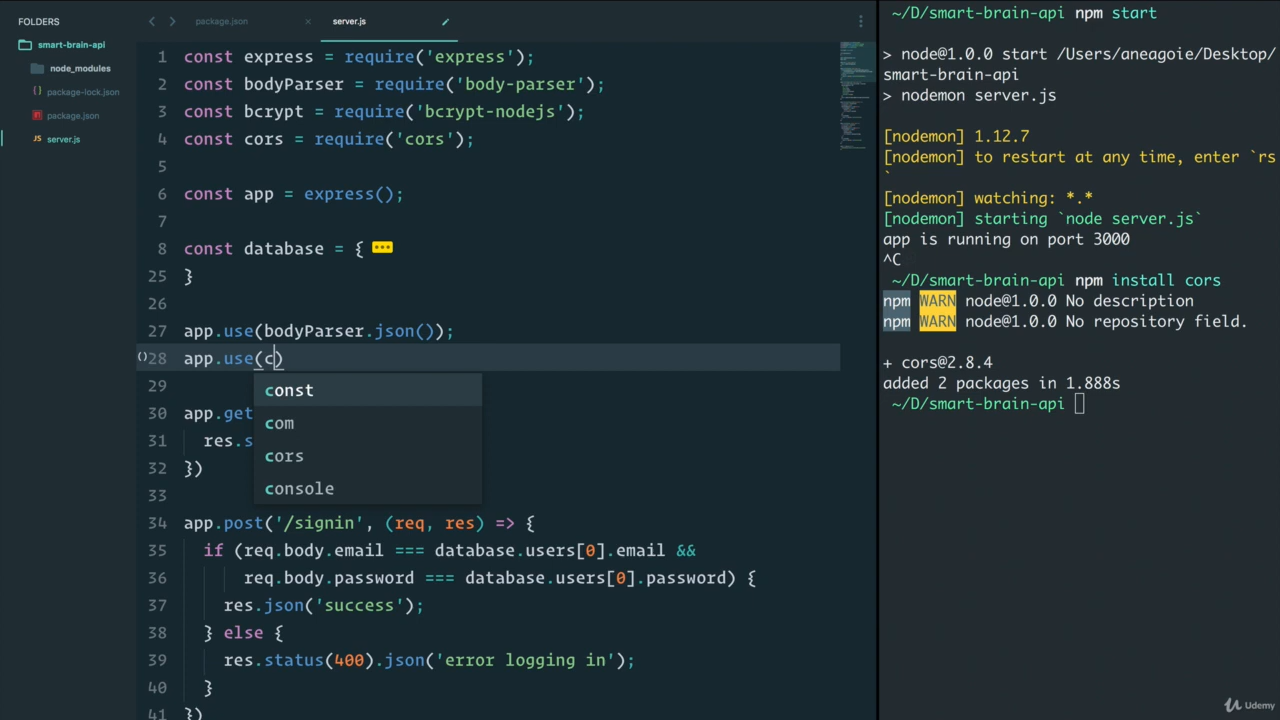 FOLDERS
smart-brain-api
node_modules
package-lock.json
package.json
server.js
package.json
server.js
1 const express = require('express');
2 const bodyParser = require('body-parser');
3 const bcrypt = require('bcrypt-nodejs');
4 const cors = require('cors');
5
6 const app = express();
7
8 const database = {
25 }
26
27 app.use(bodyParser.json());
28 app.use(c)
const
com
cors
console
29
30 app.get
31 res.s
32 })
33
34 app.post('/signin', (req, res) => {
35 if (req.body.email === database.users[0].email &&
36 req.body.password === database.users[0].password) {
37 res.json('success');
38 } else {
39 res.status(400).json('error logging in');
40 }
41 })
~/D/smart-brain-api npm start
> node@1.0.0 start /Users/aneagoie/Desktop/
smart-brain-api
> nodemon server.js
[nodemon] 1.12.7
[nodemon] to restart at any time, enter `rs
`
[nodemon] watching: *.*
[nodemon] starting `node server.js`
app is running on port 3000
^C
~/D/smart-brain-api npm install cors
npm WARN node@1.0.0 No description
npm WARN node@1.0.0 No repository field.
+ cors@2.8.4
added 2 packages in 1.888s
~/D/smart-brain-api
Udemy